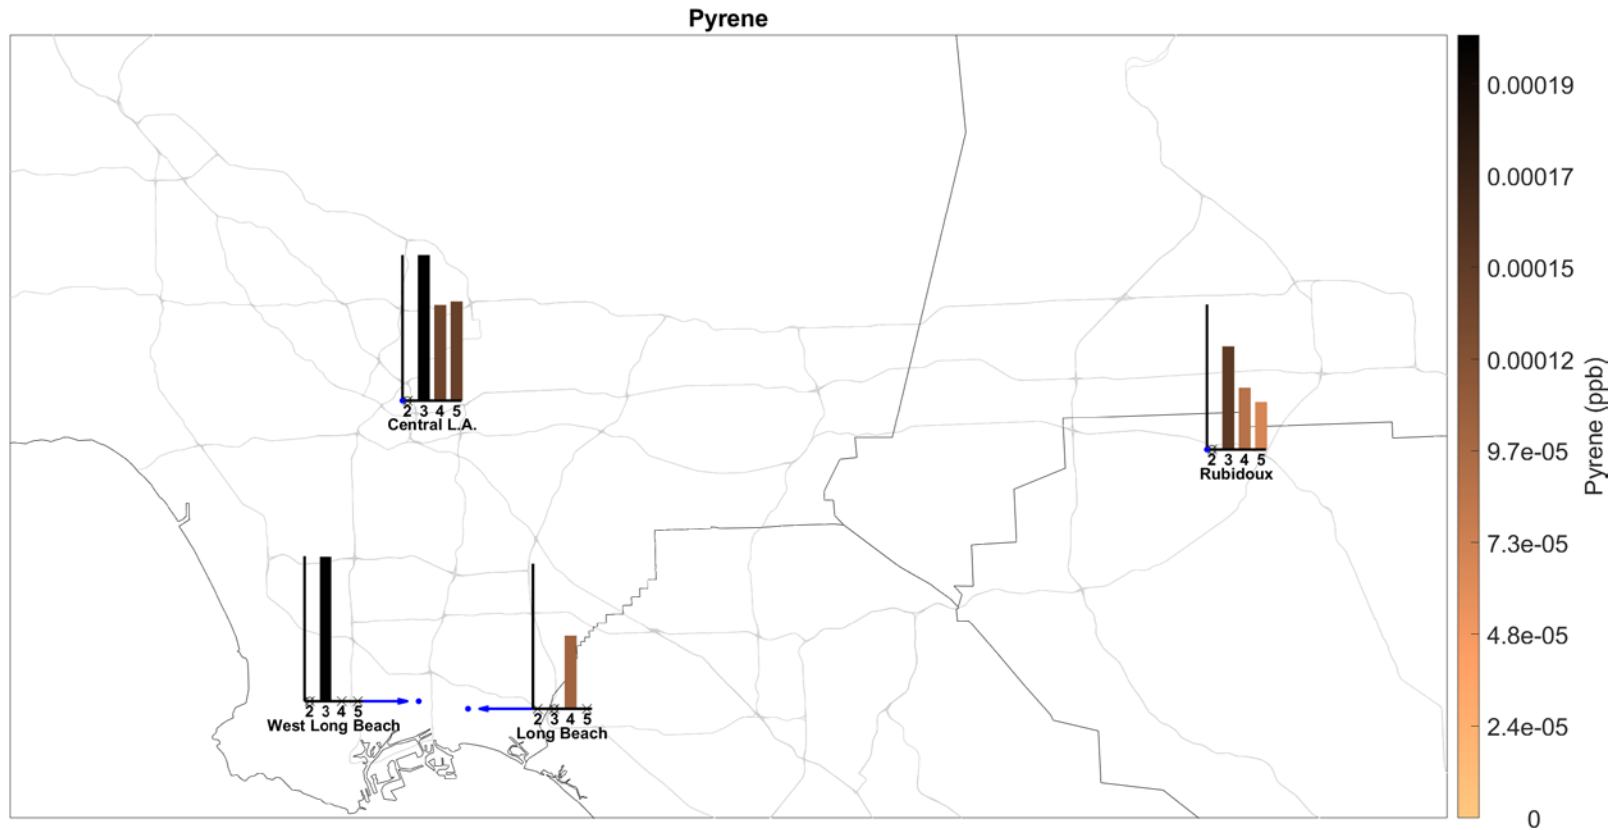 Pyrene
0.00019
0.00017
0.00015
0.00012
9.7e-05
7.3e-05
4.8e-05
2.4e-05
0
Pyrene (ppb)
2 3 4 5
Central L.A.
2 3 4 5
Rubidoux
2 3 4 5
West Long Beach
2 3 4 5
Long Beach